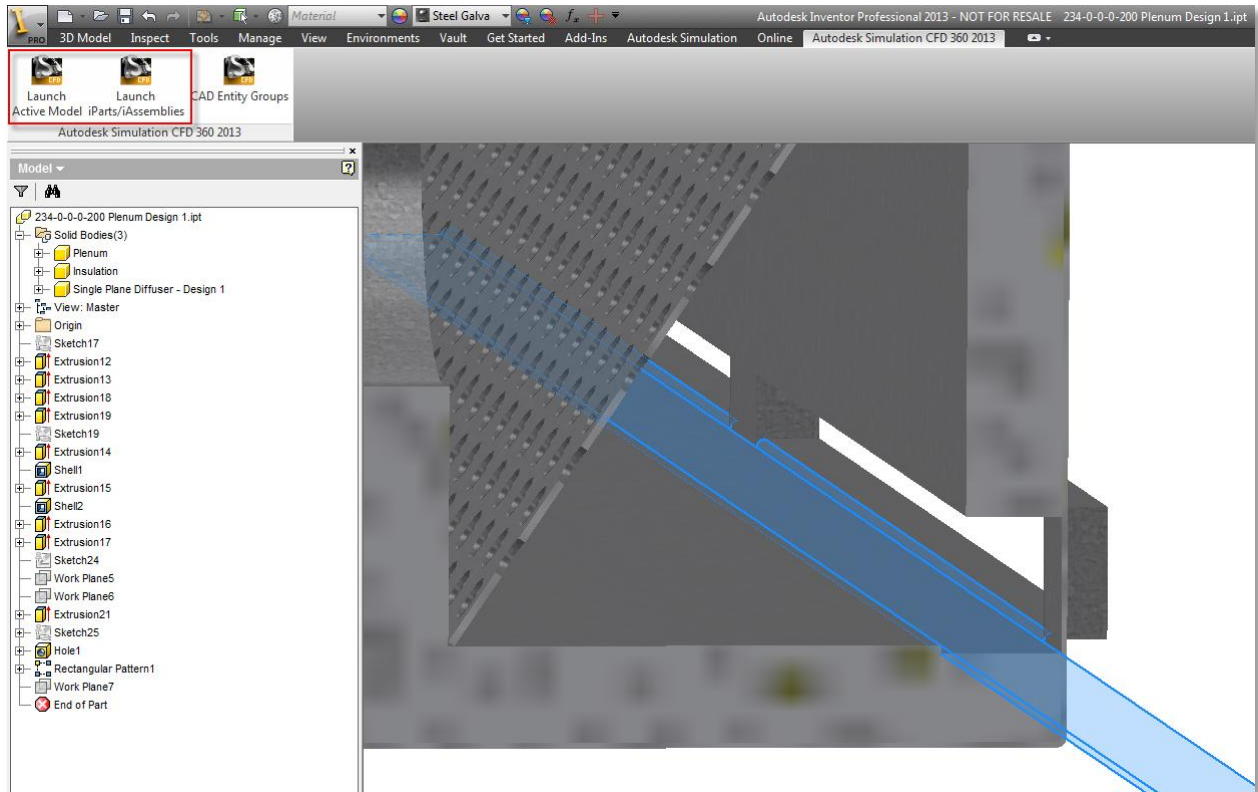 Material
Steel Galva
Autodesk Inventor Professional 2013 - NOT FOR RESALE 234-0-0-0-200 Plenum Design 1.ipt
PRO 3D Model Inspect Tools Manage View Environments Vault Get Started Add-Ins Autodesk Simulation Online Autodesk Simulation CFD 360 2013
CFD CFD CFD
Launch Launch CAD Entity Groups
Active Model iParts/iAssemblies
Autodesk Simulation CFD 360 2013
Model
234-0-0-0-200 Plenum Design 1.ipt
Solid Bodies(3)
Plenum
Insulation
Single Plane Diffuser - Design 1
View: Master
Origin
Sketch17
Extrusion12
Extrusion13
Extrusion18
Extrusion19
Sketch19
Extrusion14
Shell1
Extrusion15
Shell2
Extrusion16
Extrusion17
Sketch24
Work Plane5
Work Plane6
Extrusion21
Sketch25
Hole1
Rectangular Pattern1
Work Plane7
End of Part